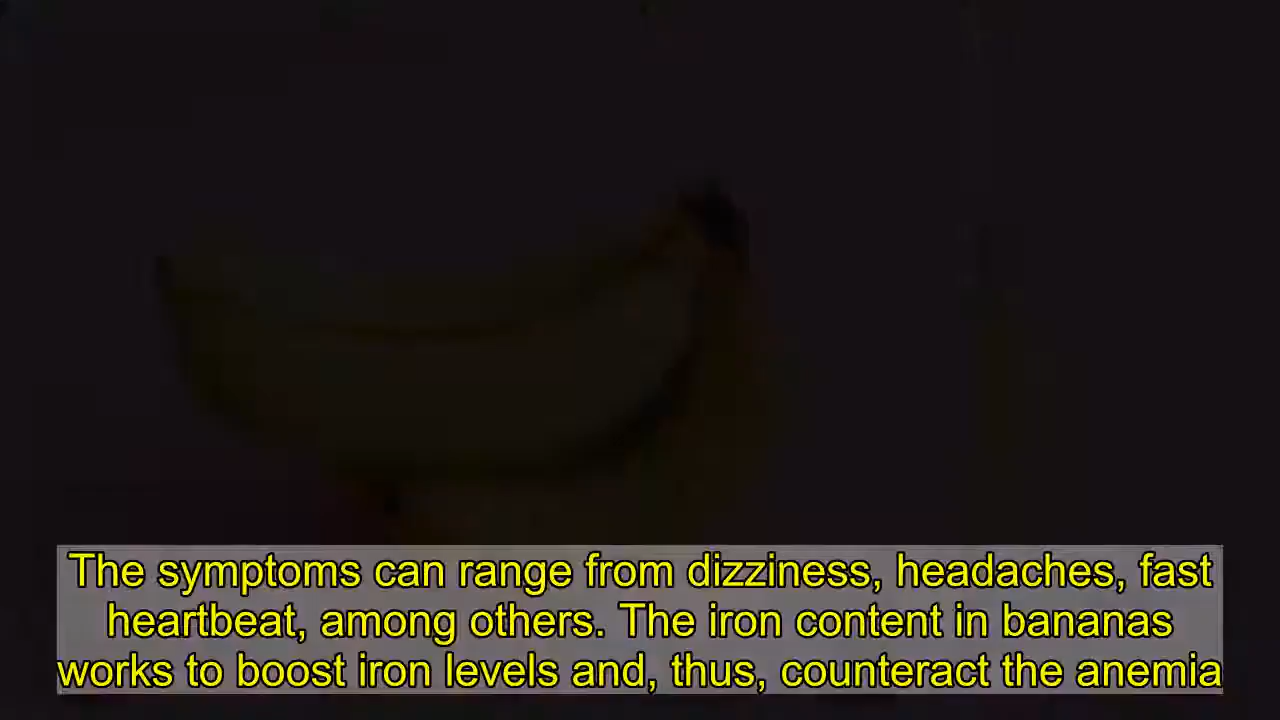 The symptoms can range from dizziness, headaches, fast
heartbeat, among others. The iron content in bananas
works to boost iron levels and, thus, counteract the anemia